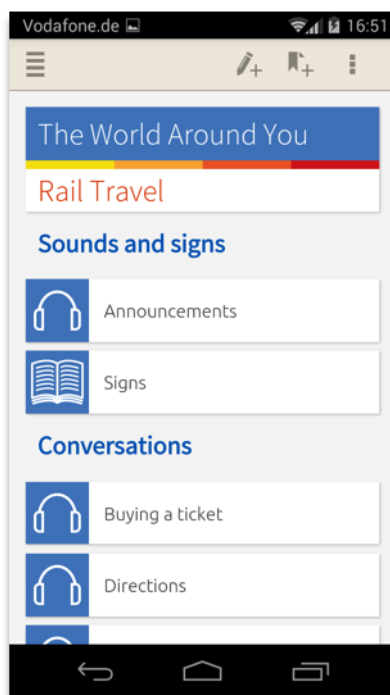 Vodafone.de 16:51
The World Around You
Rail Travel
Sounds and signs
Announcements
Signs
Conversations
Buying a ticket
Directions